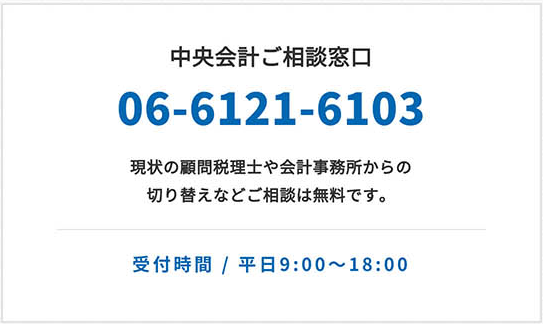 中央会計ご相談窓口
06-6121-6103
現状の顧問税理士や会計事務所からの
切り替えなどご相談は無料です。
受付時間 / 平日9:00〜18:00